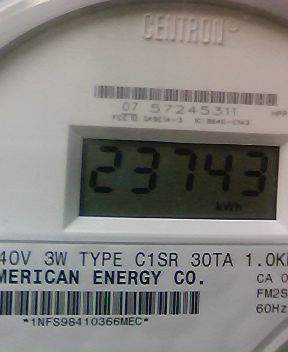 CENTRON
07 57245311
23743
kWh
40V 3W TYPE C1SR 30TA 1.0K
MERICAN ENERGY CO.
CA 0
FM2S
60Hz
*1NFS98410366MEC*